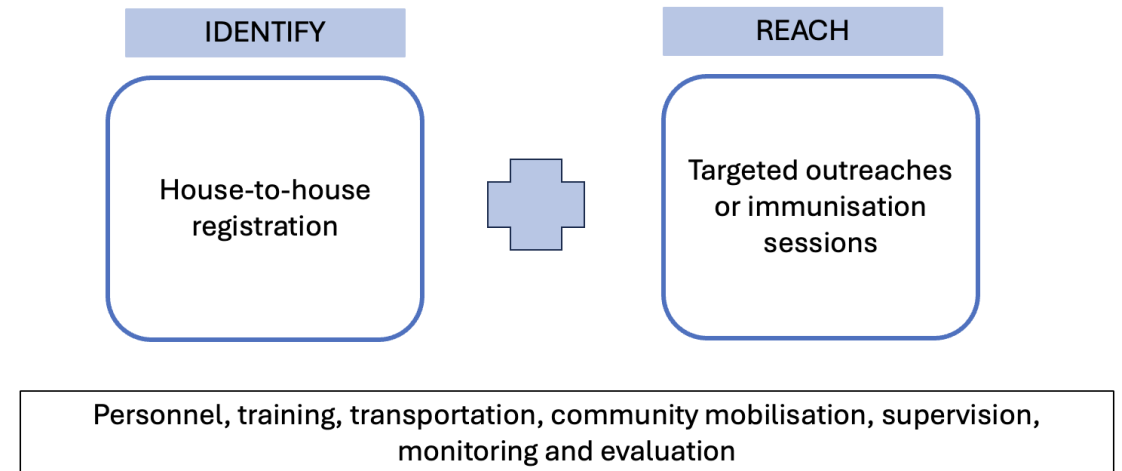 IDENTIFY
House-to-house
registration
REACH
Targeted outreaches
or immunisation
sessions
Personnel, training, transportation, community mobilisation, supervision,
monitoring and evaluation